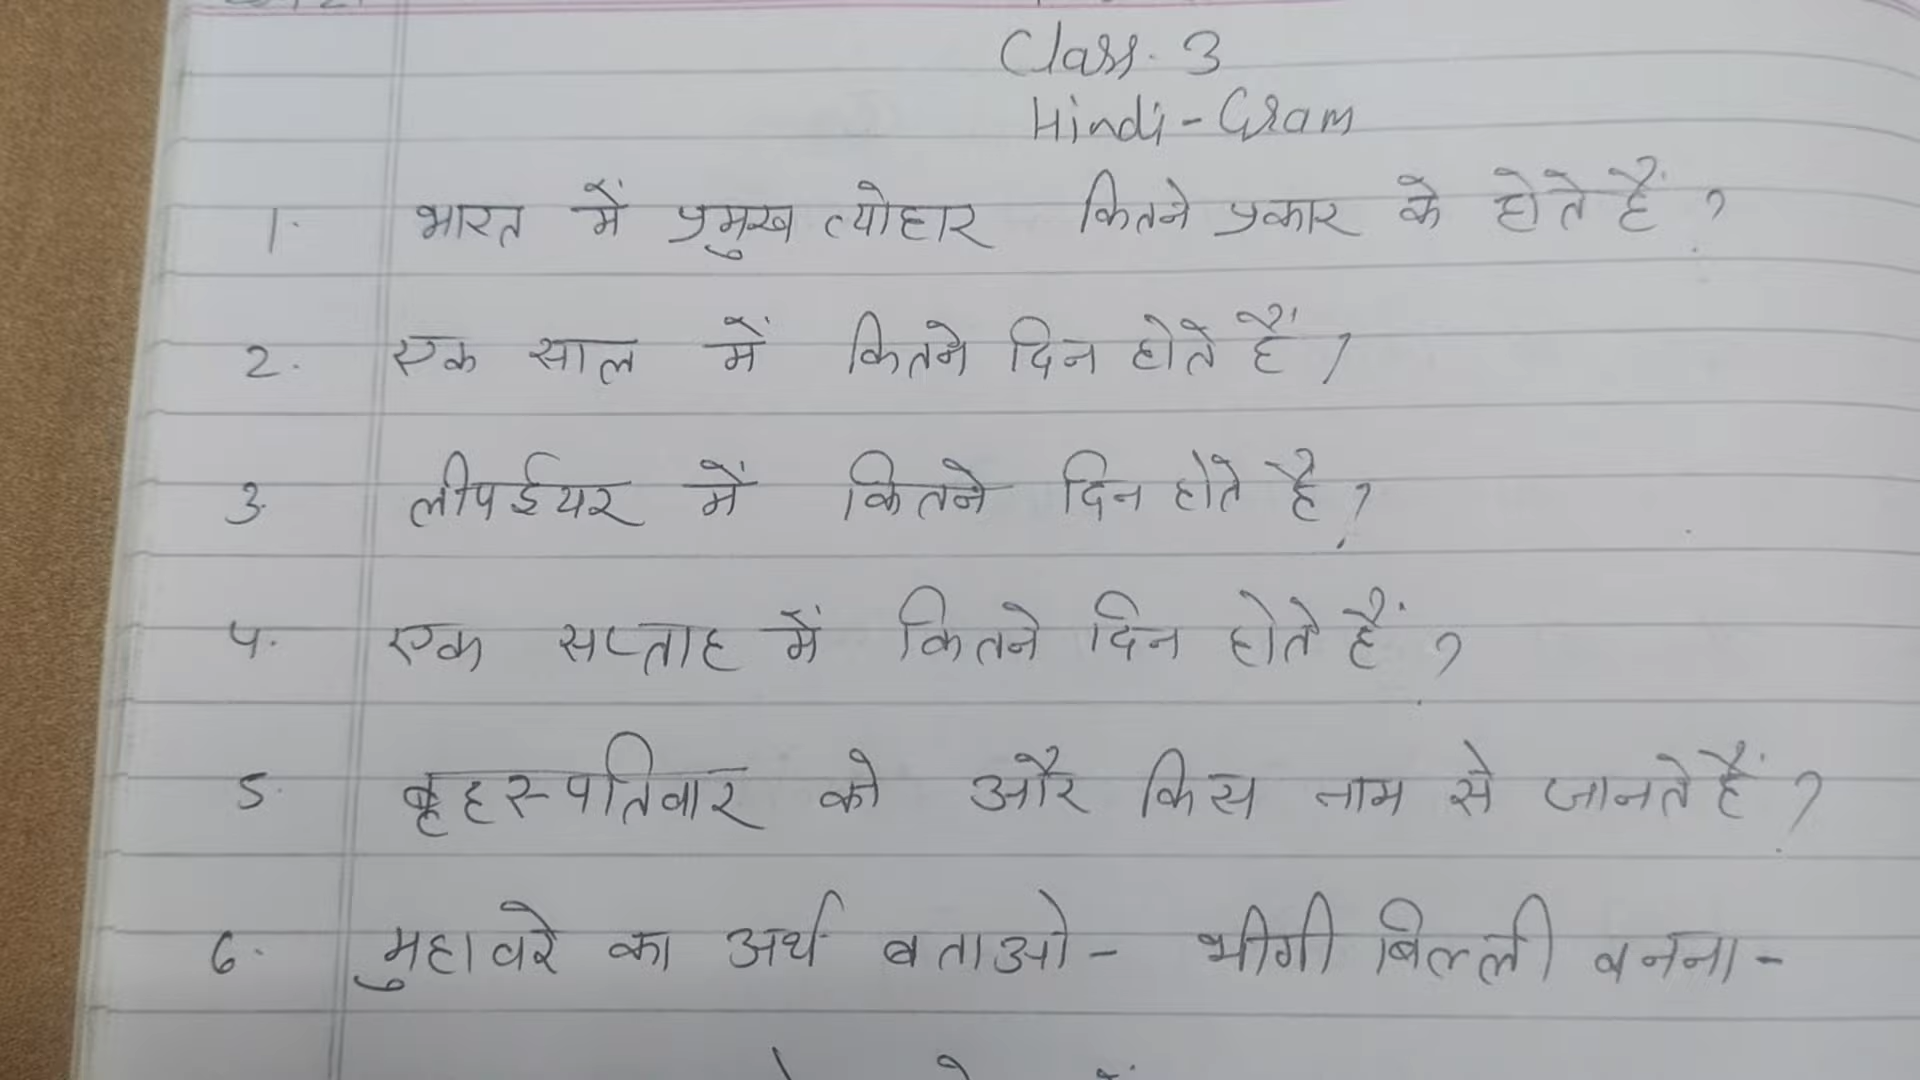 Class. 3
Hindi - Gram
1. भारत में प्रमुख त्योहार कितने प्रकार के होते हैं ?
2. एक साल में कितने दिन होते हैं ?
3. लीपईयर में कितने दिन होते है ?
4. एक सप्ताह में कितने दिन होते हैं ?
5. बृहस्पतिवार को और किस नाम से जानते हैं ?
6. मुहावरे का अर्थ बताओ - भीगी बिल्ली बनना -